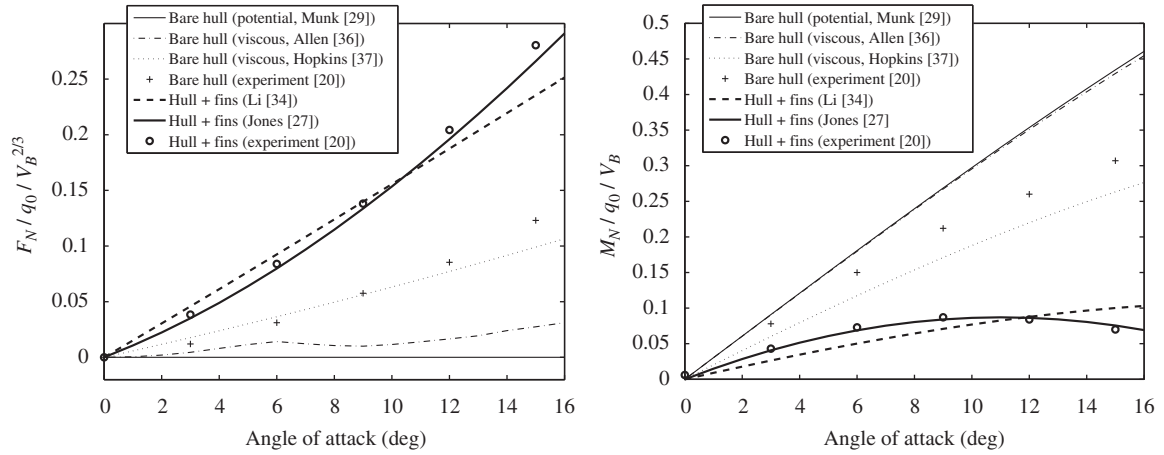 Bare hull (potential, Munk [29])
Bare hull (viscous, Allen [36])
Bare hull (viscous, Hopkins [37])
Bare hull (experiment [20])
Hull + fins (Li [34])
Hull + fins (Jones [27])
Hull + fins (experiment [20])
0.25
0.2
0.15
0.1
0.05
0
F_N / q_0 / V_B^{2/3}
0 2 4 6 8 10 12 14 16
Angle of attack (deg)
Bare hull (potential, Munk [29])
Bare hull (viscous, Allen [36])
Bare hull (viscous, Hopkins [37])
Bare hull (experiment [20])
Hull + fins (Li [34])
Hull + fins (Jones [27]
Hull + fins (experiment [20])
0.5
0.45
0.4
0.35
0.3
0.25
0.2
0.15
0.1
0.05
0
M_N / q_0 / V_B
0 2 4 6 8 10 12 14 16
Angle of attack (deg)